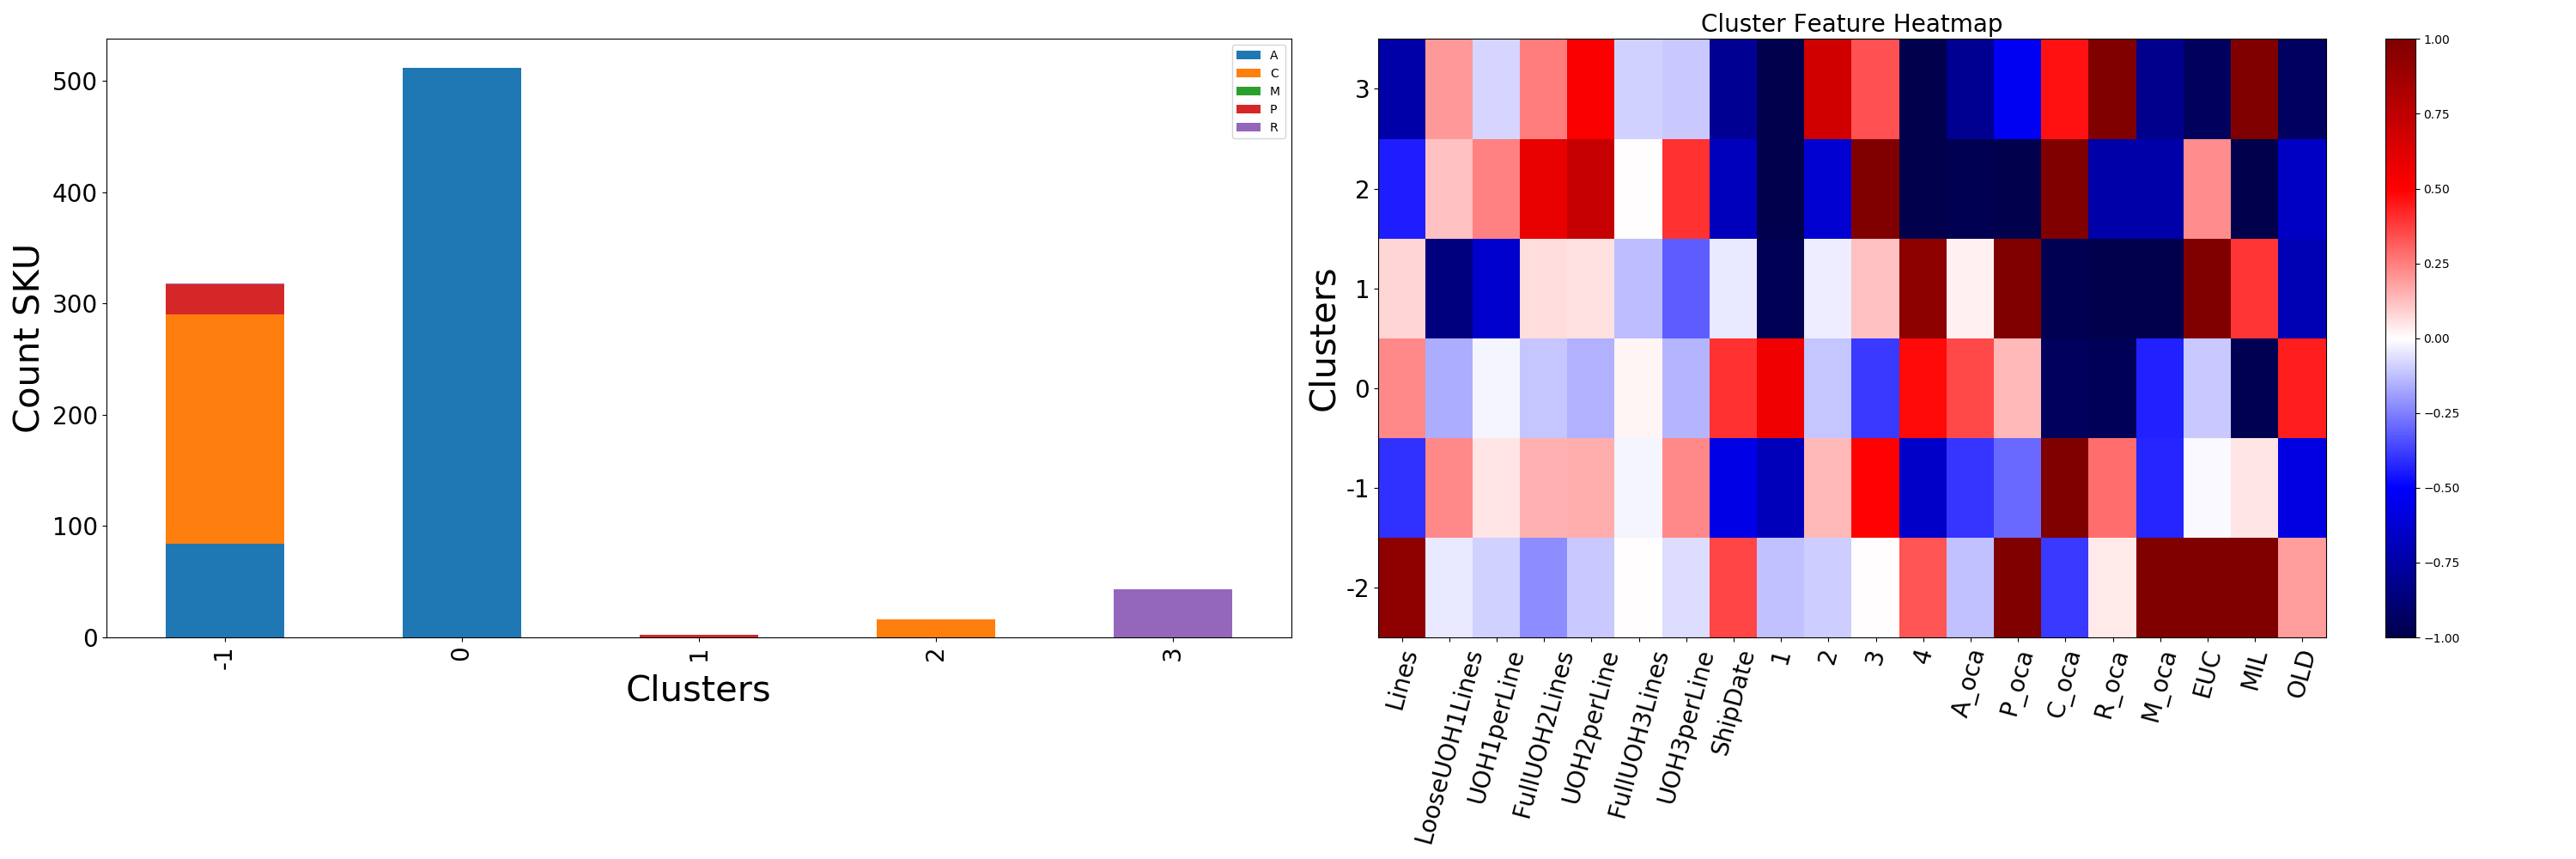 Count SKU
500
400
300
200
100
0
-1
0
1
2
3
Clusters
A
C
M
P
R
Cluster Feature Heatmap
Clusters
3
2
1
0
-1
-2
Lines
LooseUOH1Lines
UOH1perLine
FullUOH2Lines
UOH2perLine
FullUOH3Lines
UOH3perLine
ShipDate
1
2
3
4
A_oca
P_oca
C_oca
R_oca
M_oca
EUC
MIL
OLD
1.00
0.75
0.50
0.25
0.00
−0.25
−0.50
−0.75
−1.00